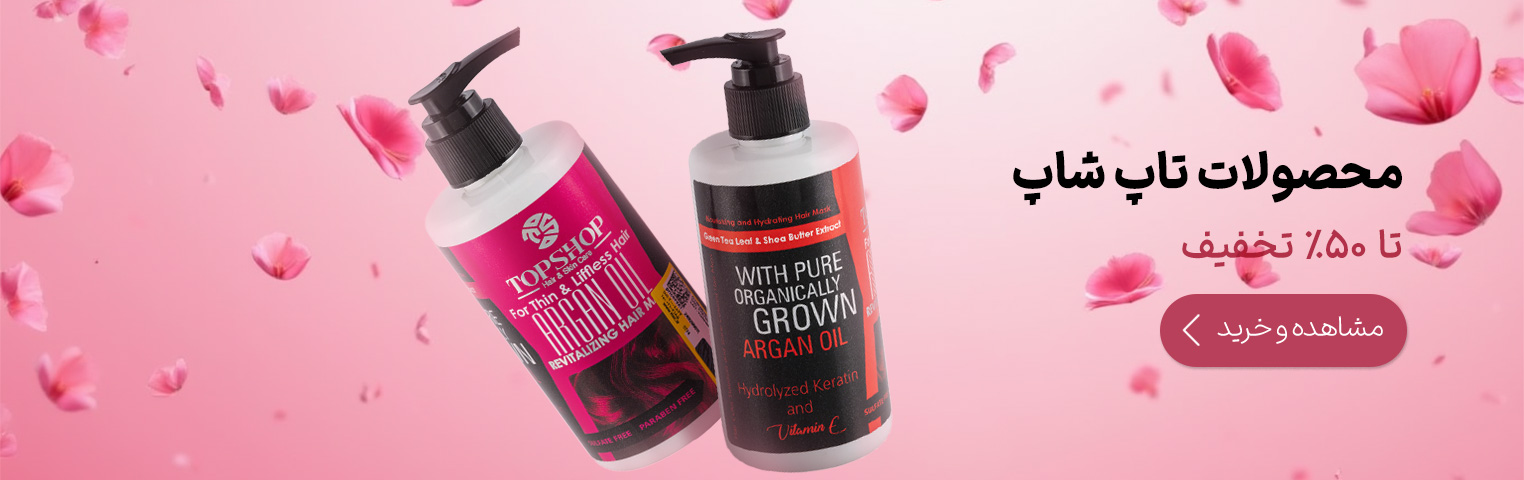 محصولات تاپ شاپ
تا ۵۰٪ تخفیف
مشاهده و خرید
TOPSHOP
Hair & Skin Care
For Thin & Liffless Hair
ARGAN OIL
REVITALIZING HAIR M
PARABEN FREE
Nourishing and Hydrating Hair Mask
Green Tea Leaf & Shea Butter Extract
WITH PURE
ORGANICALLY
GROWN
ARGAN OIL
Hydrolyzed Keratin
and
Vitamin E